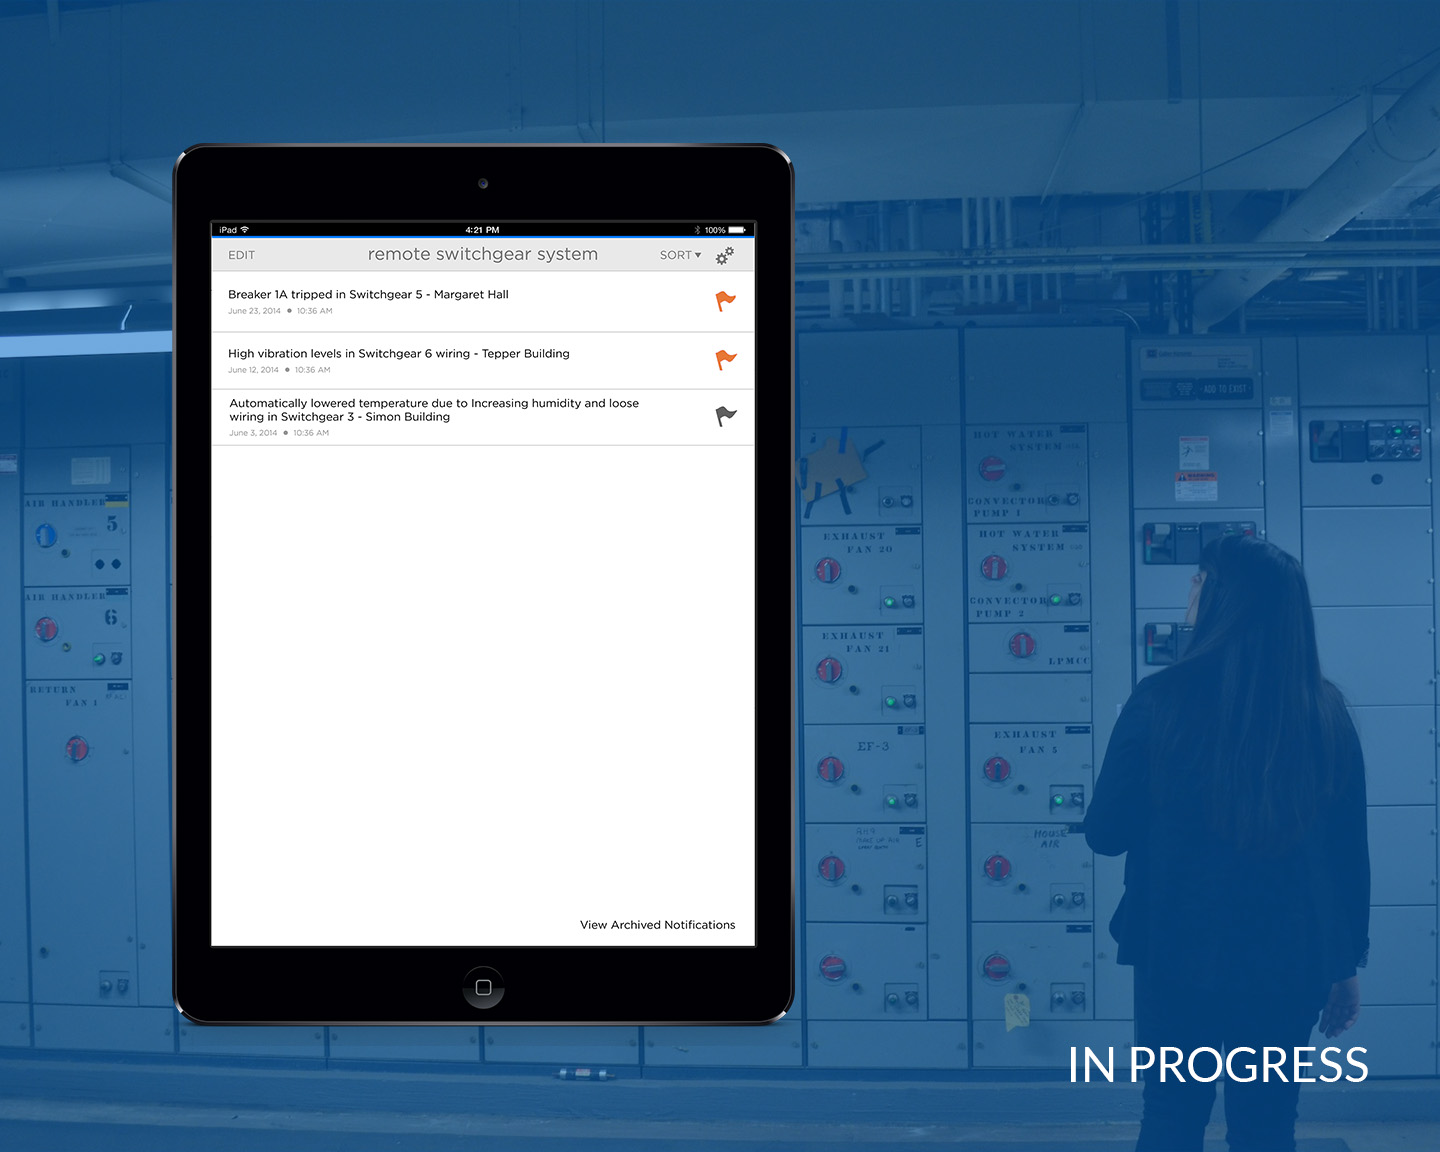 iPad
4:21 PM
100%
EDIT
remote switchgear system
SORT
Breaker 1A tripped in Switchgear 5 - Margaret Hall
June 23, 2014 ● 10:36 AM
High vibration levels in Switchgear 6 wiring - Tepper Building
June 12, 2014 ● 10:36 AM
Automatically lowered temperature due to Increasing humidity and loose
wiring in Switchgear 3 - Simon Building
June 3, 2014 ● 10:36 AM
View Archived Notifications
AIR HANDLER
5
AIR HANDLER
6
RETURN
FAN 1
EXHAUST
FAN 20
EXHAUST
FAN 21
EF-3
HOT WATER
SYSTEM
CONVECTOR
PUMP 1
HOT WATER
SYSTEM
CONVECTOR
PUMP 2
LPMCC
EXHAUST
FAN 3
HOUSE
AIR
ADD TO EXIST
WARNING
IN PROGRESS